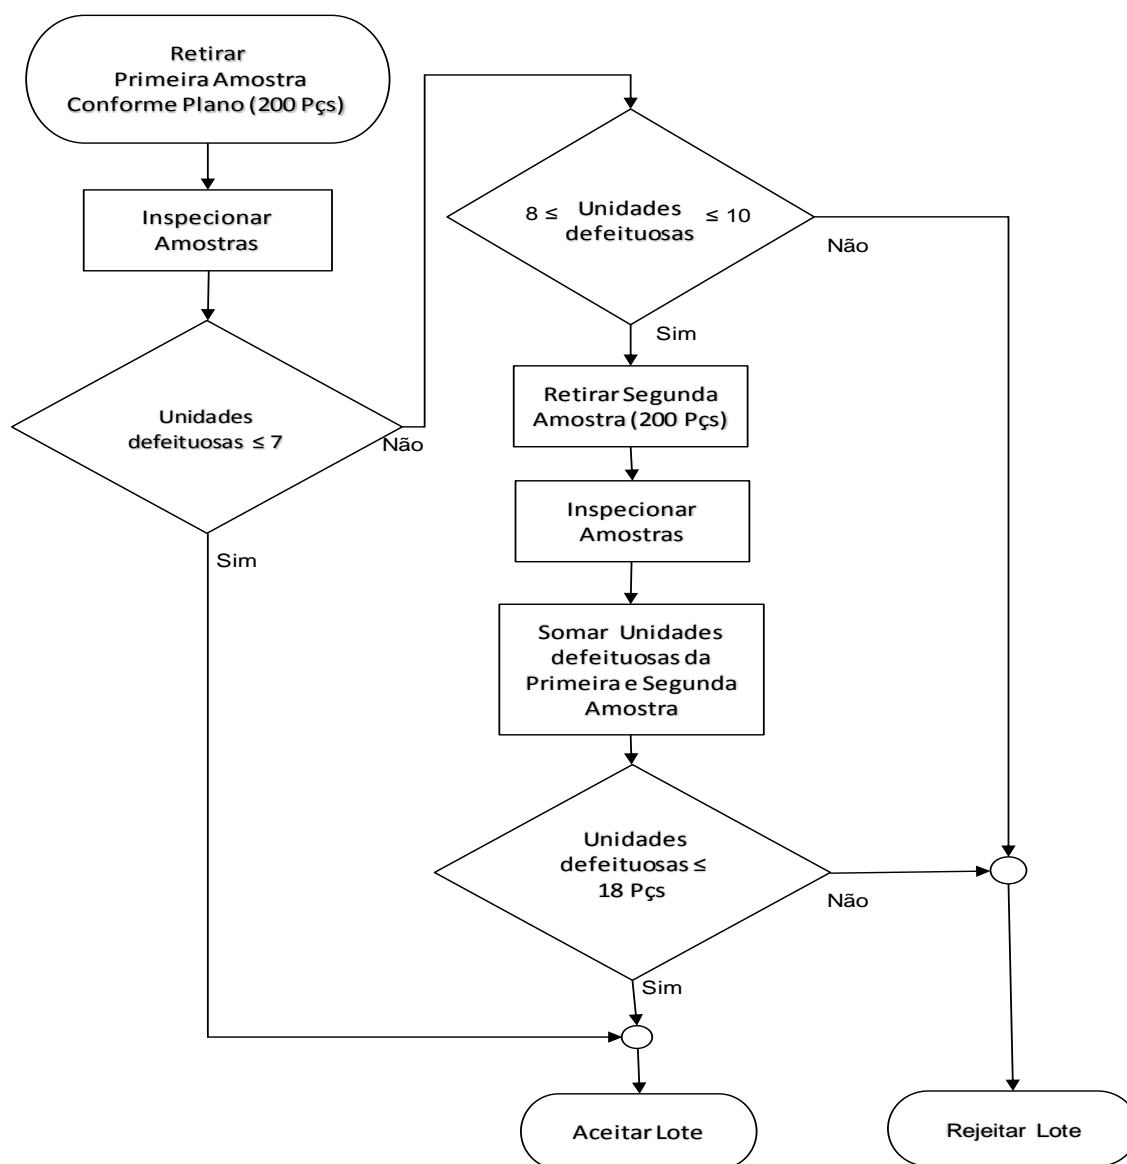 Retirar
Primeira Amostra
Conforme Plano (200 Pçs)
Inspecionar
Amostras
Unidades
defeituosas ≤ 7
Não
Sim
8 ≤ Unidades ≤ 10
defeituosas
Não
Sim
Retirar Segunda
Amostra (200 Pçs)
Inspecionar
Amostras
Somar Unidades
defeituosas da
Primeira e Segunda
Amostra
Unidades
defeituosas ≤
18 Pçs
Não
Sim
Aceitar Lote
Rejeitar Lote